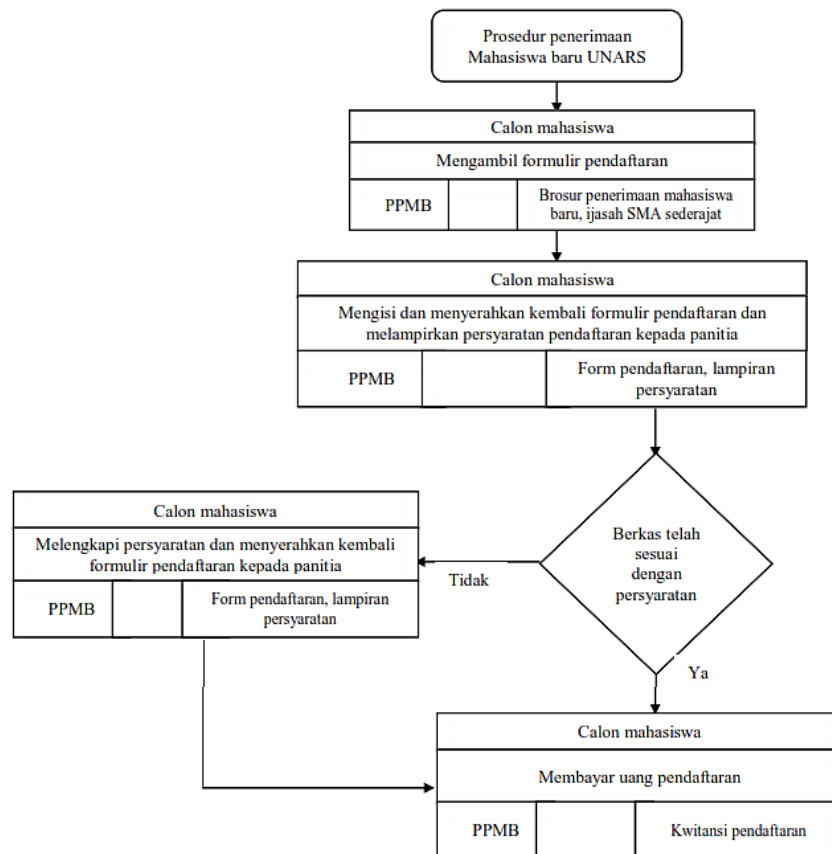 Prosedur penerimaan
Mahasiswa baru UNARS
Calon mahasiswa
Mengambil formulir pendaftaran
PPMB
Brosur penerimaan mahasiswa
baru, ijasah SMA sederajat
Calon mahasiswa
Mengisi dan menyerahkan kembali formulir pendaftaran dan
melampirkan persyaratan pendaftaran kepada panitia
PPMB
Form pendaftaran, lampiran
persyaratan
Berkas telah
sesuai
dengan
persyaratan
Tidak
Calon mahasiswa
Melengkapi persyaratan dan menyerahkan kembali
formulir pendaftaran kepada panitia
PPMB
Form pendaftaran, lampiran
persyaratan
Ya
Calon mahasiswa
Membayar uang pendaftaran
PPMB
Kwitansi pendaftaran